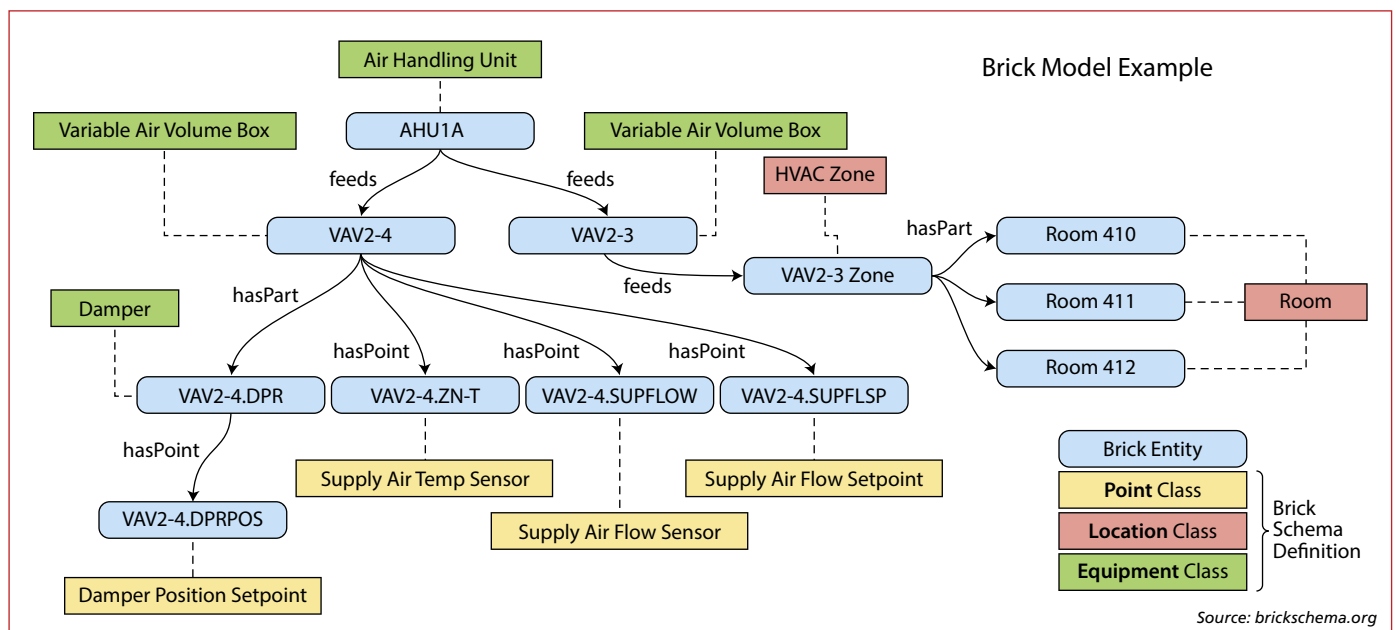 Brick Model Example
Air Handling Unit
Variable Air Volume Box
AHU1A
Variable Air Volume Box
feeds
feeds
HVAC Zone
VAV2-4
VAV2-3
hasPart
Room 410
feeds
VAV2-3 Zone
Damper
hasPart
Room 411
Room
hasPoint
hasPoint
hasPoint
Room 412
VAV2-4.DPR
VAV2-4.ZN-T
VAV2-4.SUPFLOW
VAV2-4.SUPFLSP
hasPoint
Supply Air Temp Sensor
Supply Air Flow Setpoint
VAV2-4.DPRPOS
Supply Air Flow Sensor
Damper Position Setpoint
Brick Entity
Point Class
Location Class
Equipment Class
Brick
Schema
Definition
Source: brickschema.org